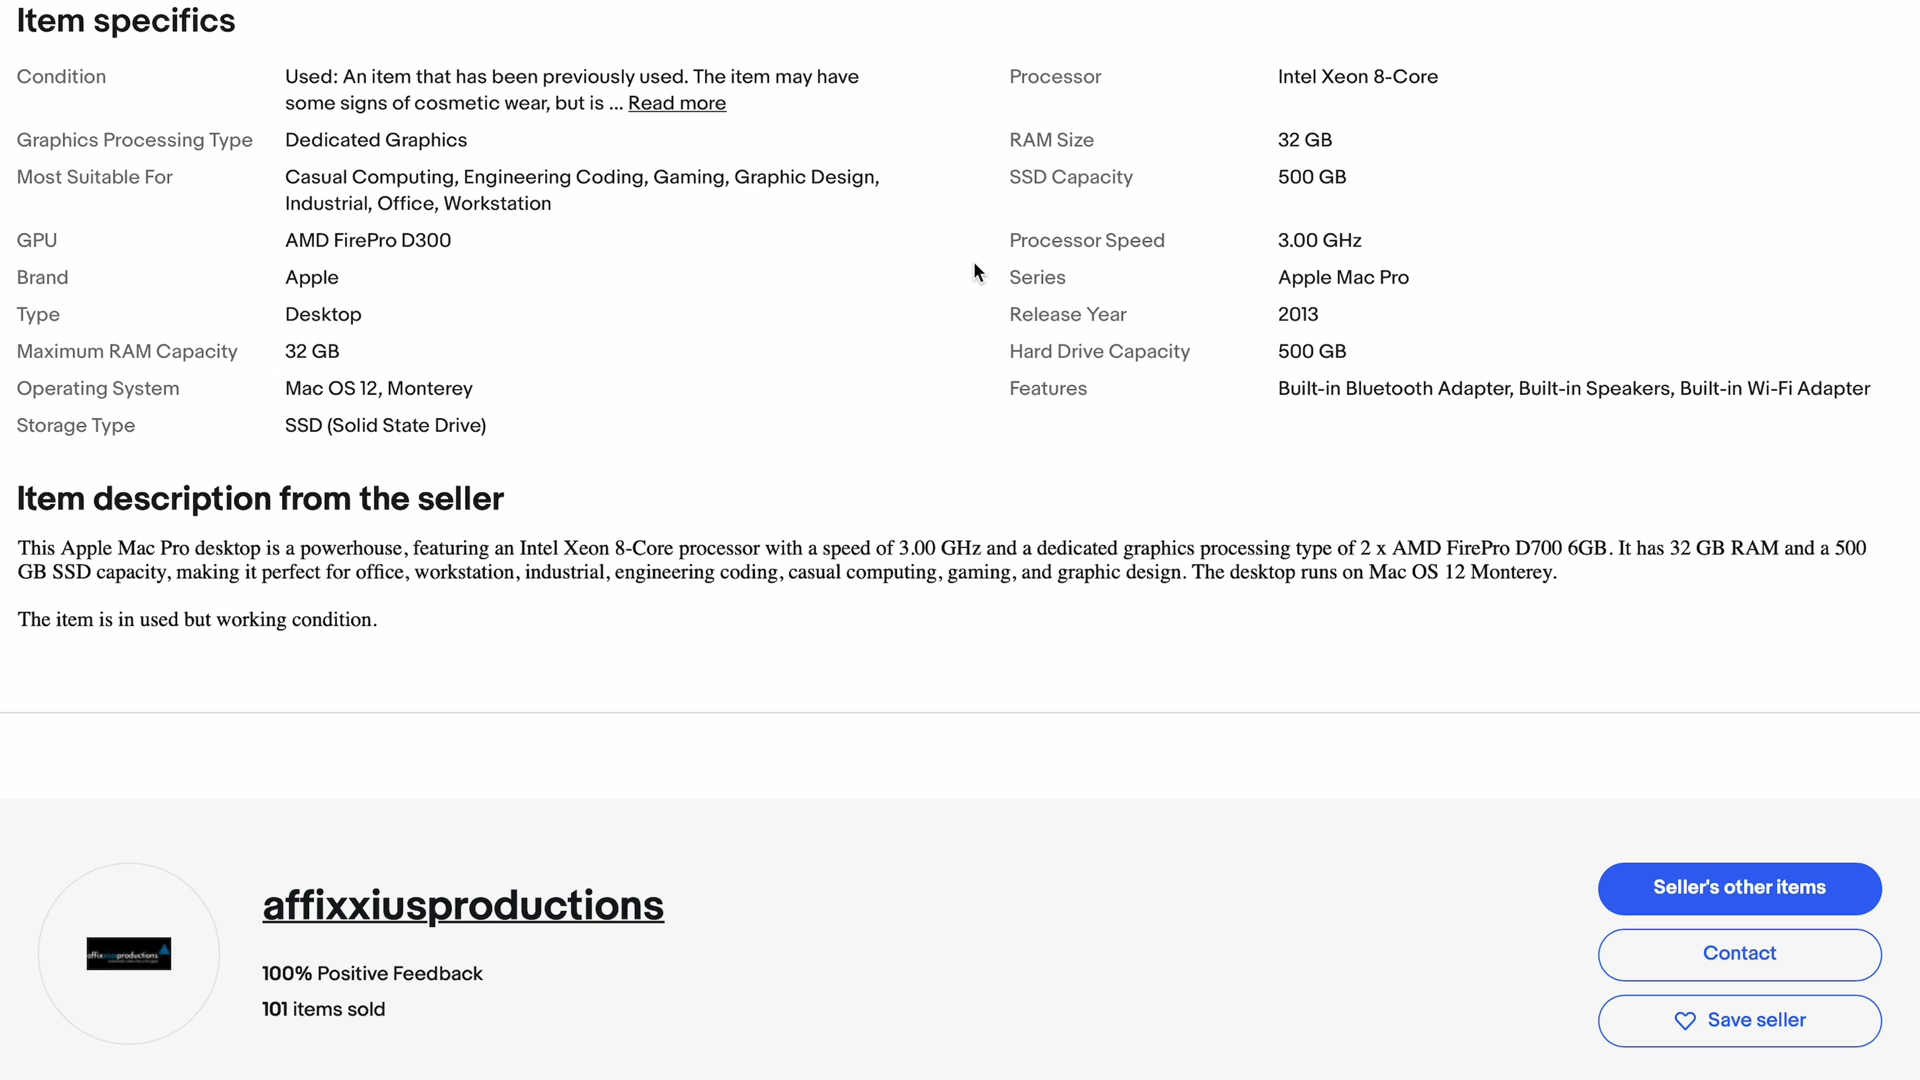 Item specifics
Condition
Used: An item that has been previously used. The item may have
some signs of cosmetic wear, but is ... Read more
Processor
Intel Xeon 8-Core
Graphics Processing Type
Dedicated Graphics
RAM Size
32 GB
Most Suitable For
Casual Computing, Engineering Coding, Gaming, Graphic Design,
Industrial, Office, Workstation
SSD Capacity
500 GB
GPU
AMD FirePro D300
Processor Speed
3.00 GHz
Brand
Apple
Series
Apple Mac Pro
Type
Desktop
Release Year
2013
Maximum RAM Capacity
32 GB
Hard Drive Capacity
500 GB
Operating System
Mac OS 12, Monterey
Features
Built-in Bluetooth Adapter, Built-in Speakers, Built-in Wi-Fi Adapter
Storage Type
SSD (Solid State Drive)
Item description from the seller
This Apple Mac Pro desktop is a powerhouse, featuring an Intel Xeon 8-Core processor with a speed of 3.00 GHz and a dedicated graphics processing type of 2 x AMD FirePro D700 6GB. It has 32 GB RAM and a 500
GB SSD capacity, making it perfect for office, workstation, industrial, engineering coding, casual computing, gaming, and graphic design. The desktop runs on Mac OS 12 Monterey.
The item is in used but working condition.
affixxiusproductions
affixxiusproductions
100% Positive Feedback
101 items sold
Seller's other items
Contact
Save seller